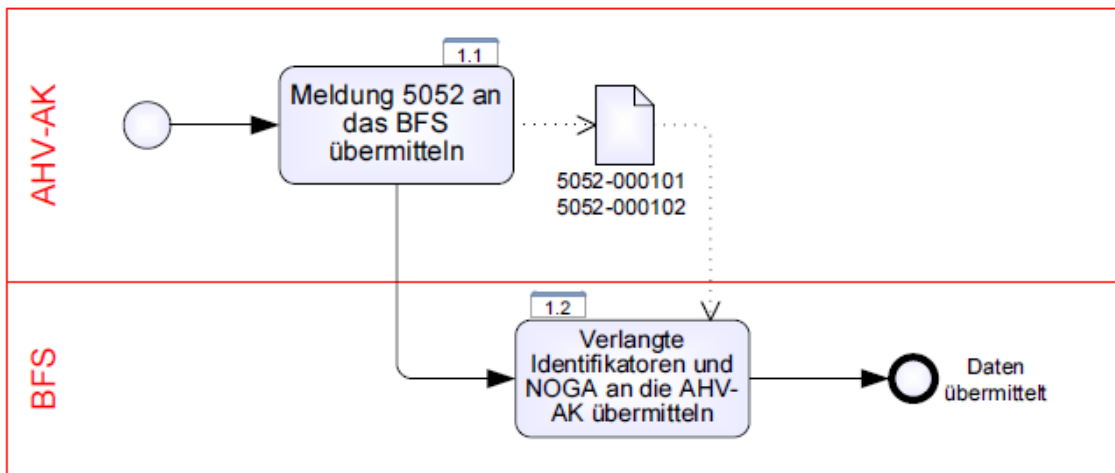 AHV-AK
1.1
Meldung 5052 an
das BFS
übermitteln
5052-000101
5052-000102
BFS
1.2
Verlangte
Identifikatoren und
NOGA an die AHV-
AK übermitteln
Daten
übermittelt